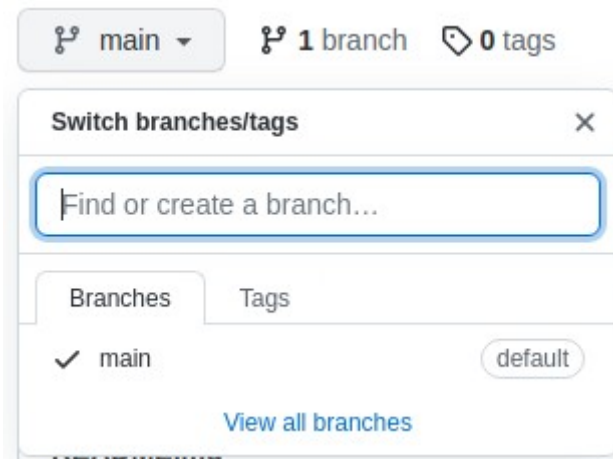 main 1 branch 0 tags
Switch branches/tags
Find or create a branch...
Branches Tags
main default
View all branches